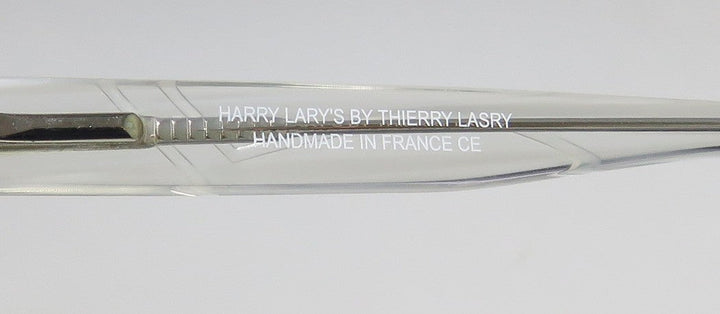 HARRY LARY'S BY THIERRY LASRY
HANDMADE IN FRANCE CE